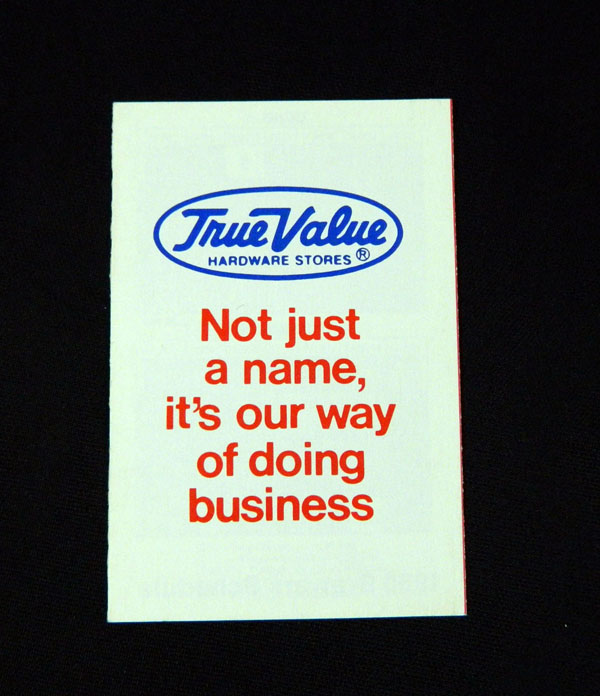 True Value
HARDWARE STORES ®
Not just
a name,
it's our way
of doing
business